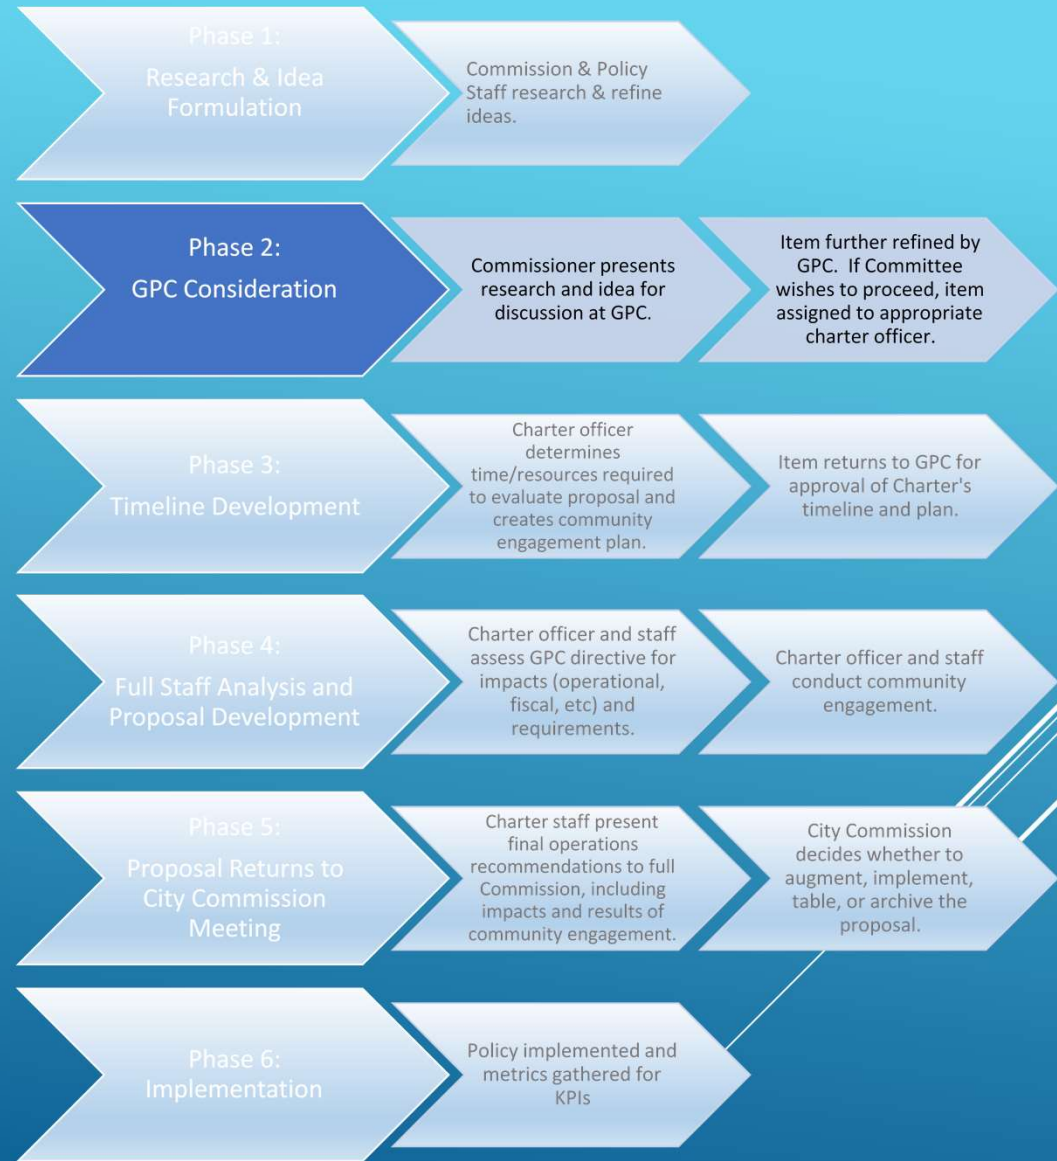 Phase 1:
Research & Idea
Formulation
Commission & Policy
Staff research & refine
ideas.
Phase 2:
GPC Consideration
Commissioner presents
research and idea for
discussion at GPC.
Item further refined by
GPC. If Committee
wishes to proceed, item
assigned to appropriate
charter officer.
Phase 3:
Timeline Development
Charter officer
determines
time/resources required
to evaluate proposal and
creates community
engagement plan.
Item returns to GPC for
approval of Charter's
timeline and plan.
Phase 4:
Full Staff Analysis and
Proposal Development
Charter officer and staff
assess GPC directive for
impacts (operational,
fiscal, etc) and
requirements.
Charter officer and staff
conduct community
engagement.
Phase 5:
Proposal Returns to
City Commission
Meeting
Charter staff present
final operations
recommendations to full
Commission, including
impacts and results of
community engagement.
City Commission
decides whether to
augment, implement,
table, or archive the
proposal.
Phase 6:
Implementation
Policy implemented and
metrics gathered for
KPIs